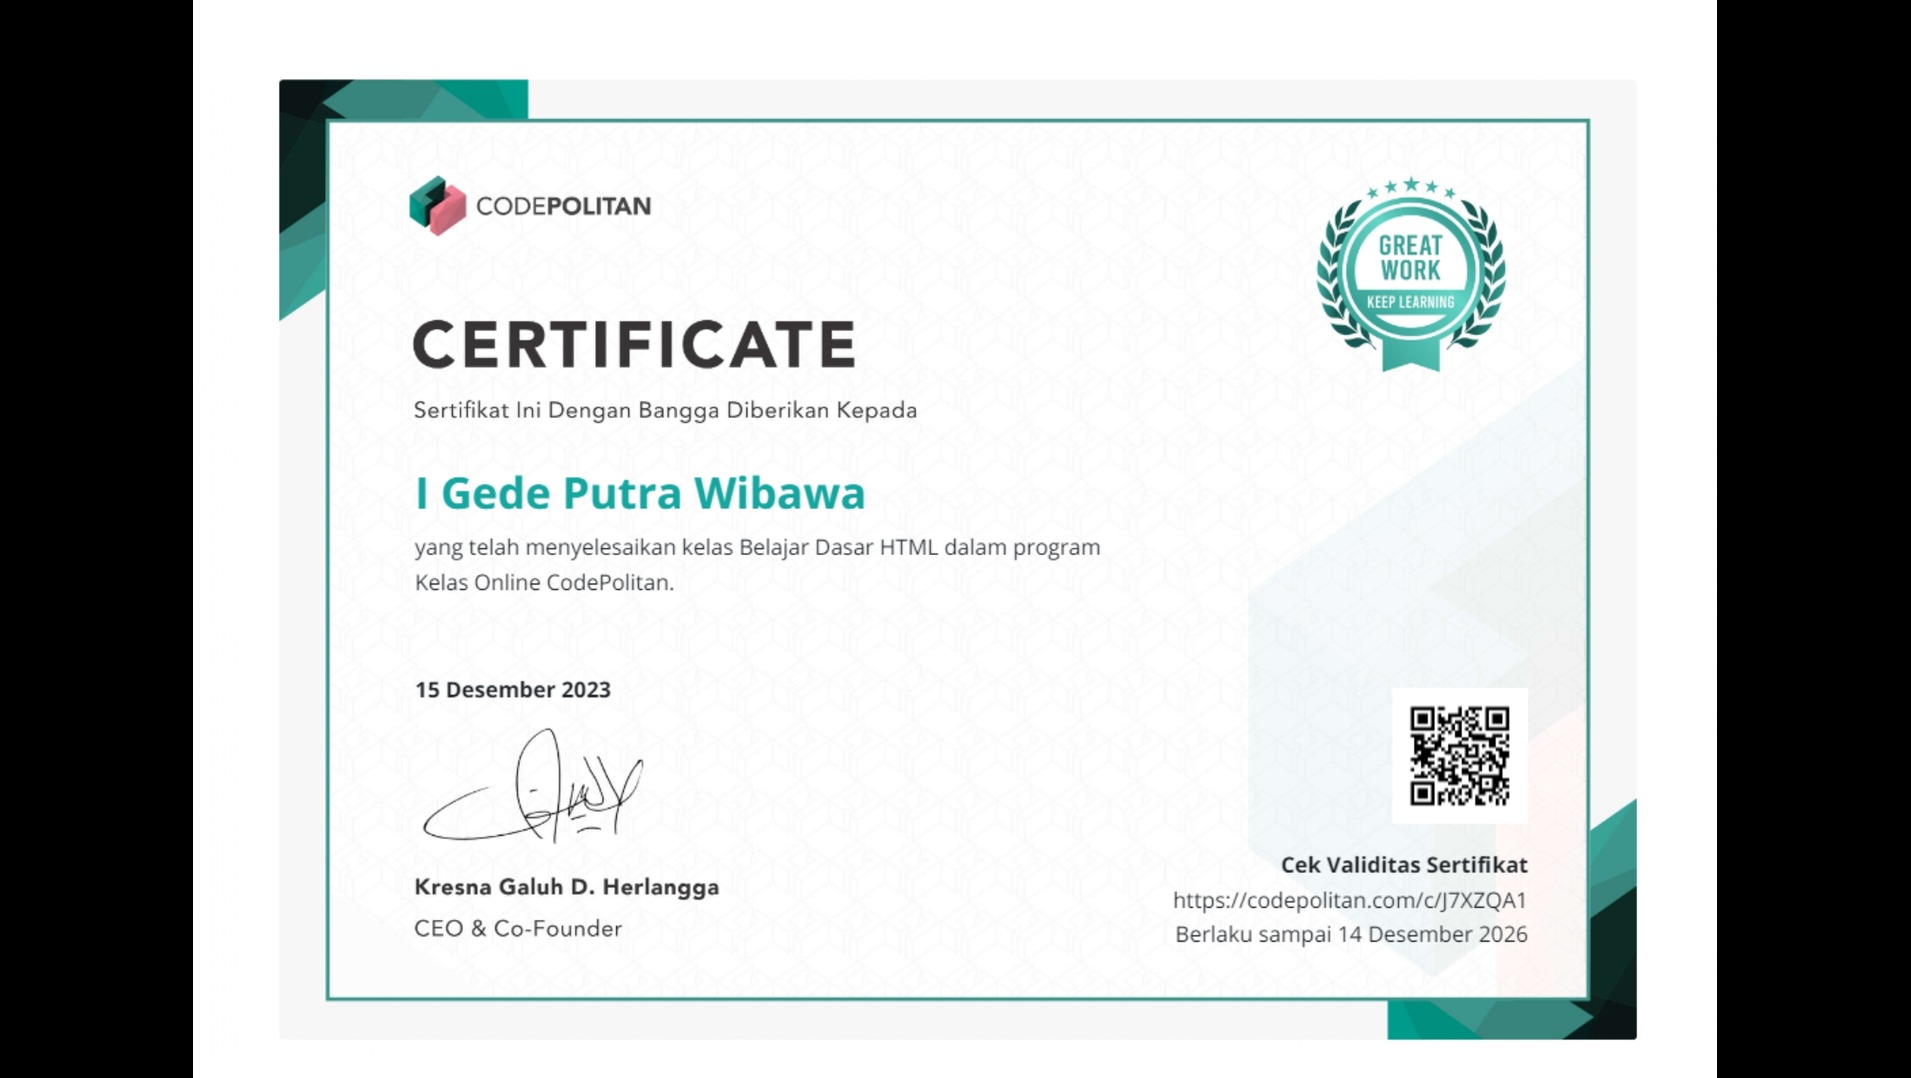 CODEPOLITAN
GREAT
WORK
KEEP LEARNING
CERTIFICATE
Sertifikat Ini Dengan Bangga Diberikan Kepada
I Gede Putra Wibawa
yang telah menyelesaikan kelas Belajar Dasar HTML dalam program
Kelas Online CodePolitan.
15 Desember 2023
Kresna Galuh D. Herlangga
CEO & Co-Founder
Cek Validitas Sertifikat
https://codepolitan.com/c/J7XZQA1
Berlaku sampai 14 Desember 2026